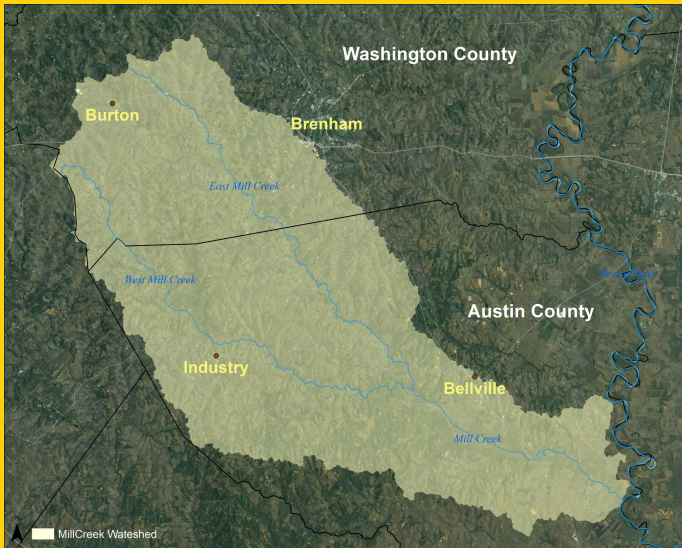 Washington County
Burton
Brenham
East Mill Creek
West Mill Creek
Austin County
Industry
Bellville
Mill Creek
MillCreek Wateshed